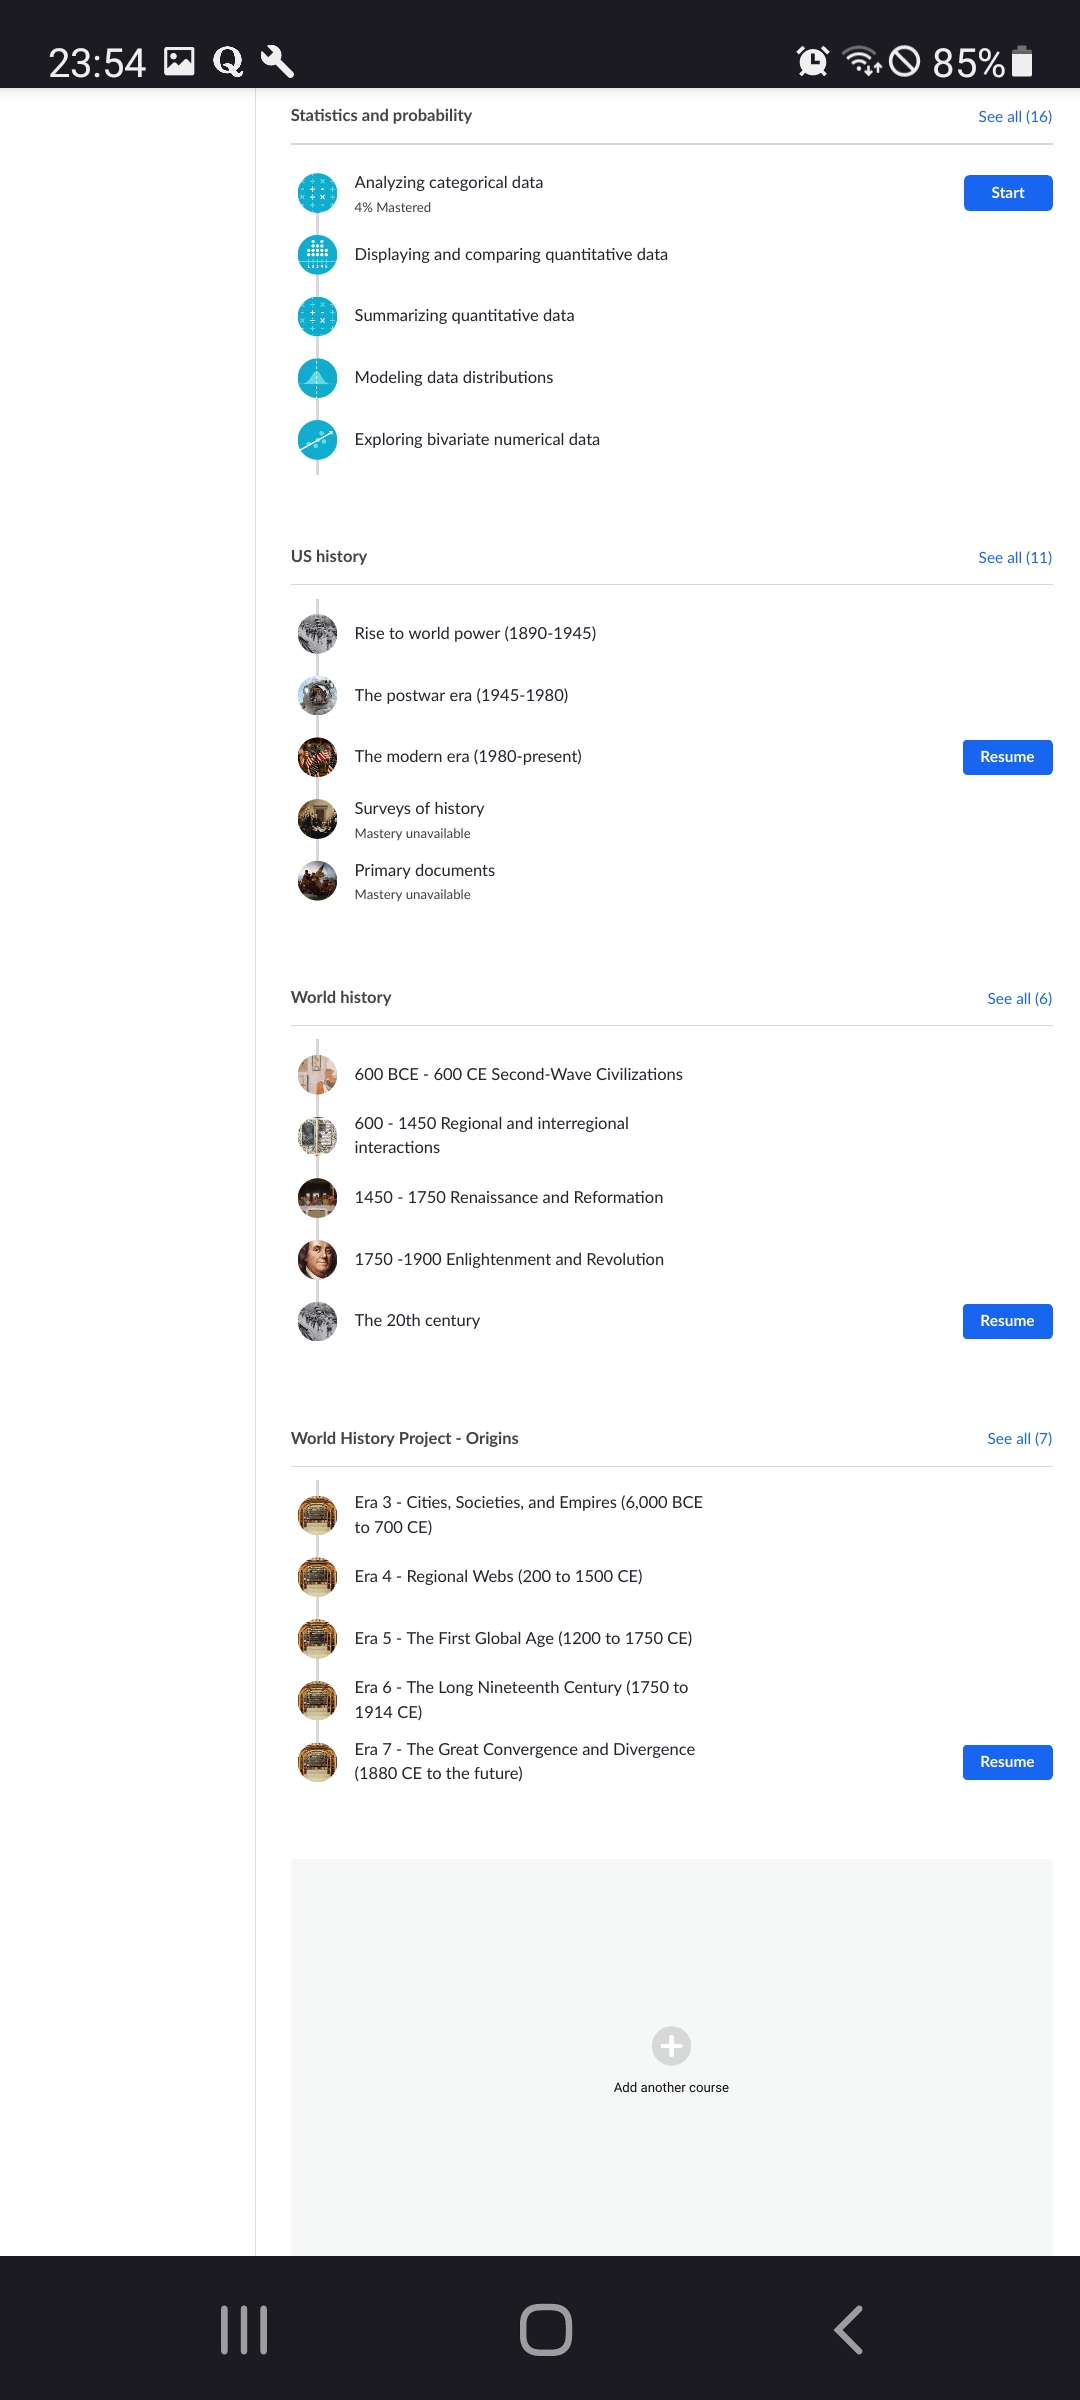 23:54
85%
Statistics and probability
See all (16)
Analyzing categorical data
4% Mastered
Start
Displaying and comparing quantitative data
Summarizing quantitative data
Modeling data distributions
Exploring bivariate numerical data
US history
See all (11)
Rise to world power (1890-1945)
The postwar era (1945-1980)
The modern era (1980-present)
Resume
Surveys of history
Mastery unavailable
Primary documents
Mastery unavailable
World history
See all (6)
600 BCE - 600 CE Second-Wave Civilizations
600 - 1450 Regional and interregional
interactions
1450 - 1750 Renaissance and Reformation
1750 -1900 Enlightenment and Revolution
The 20th century
Resume
World History Project - Origins
See all (7)
Era 3 - Cities, Societies, and Empires (6,000 BCE
to 700 CE)
Era 4 - Regional Webs (200 to 1500 CE)
Era 5 - The First Global Age (1200 to 1750 CE)
Era 6 - The Long Nineteenth Century (1750 to
1914 CE)
Era 7 - The Great Convergence and Divergence
(1880 CE to the future)
Resume
Add another course